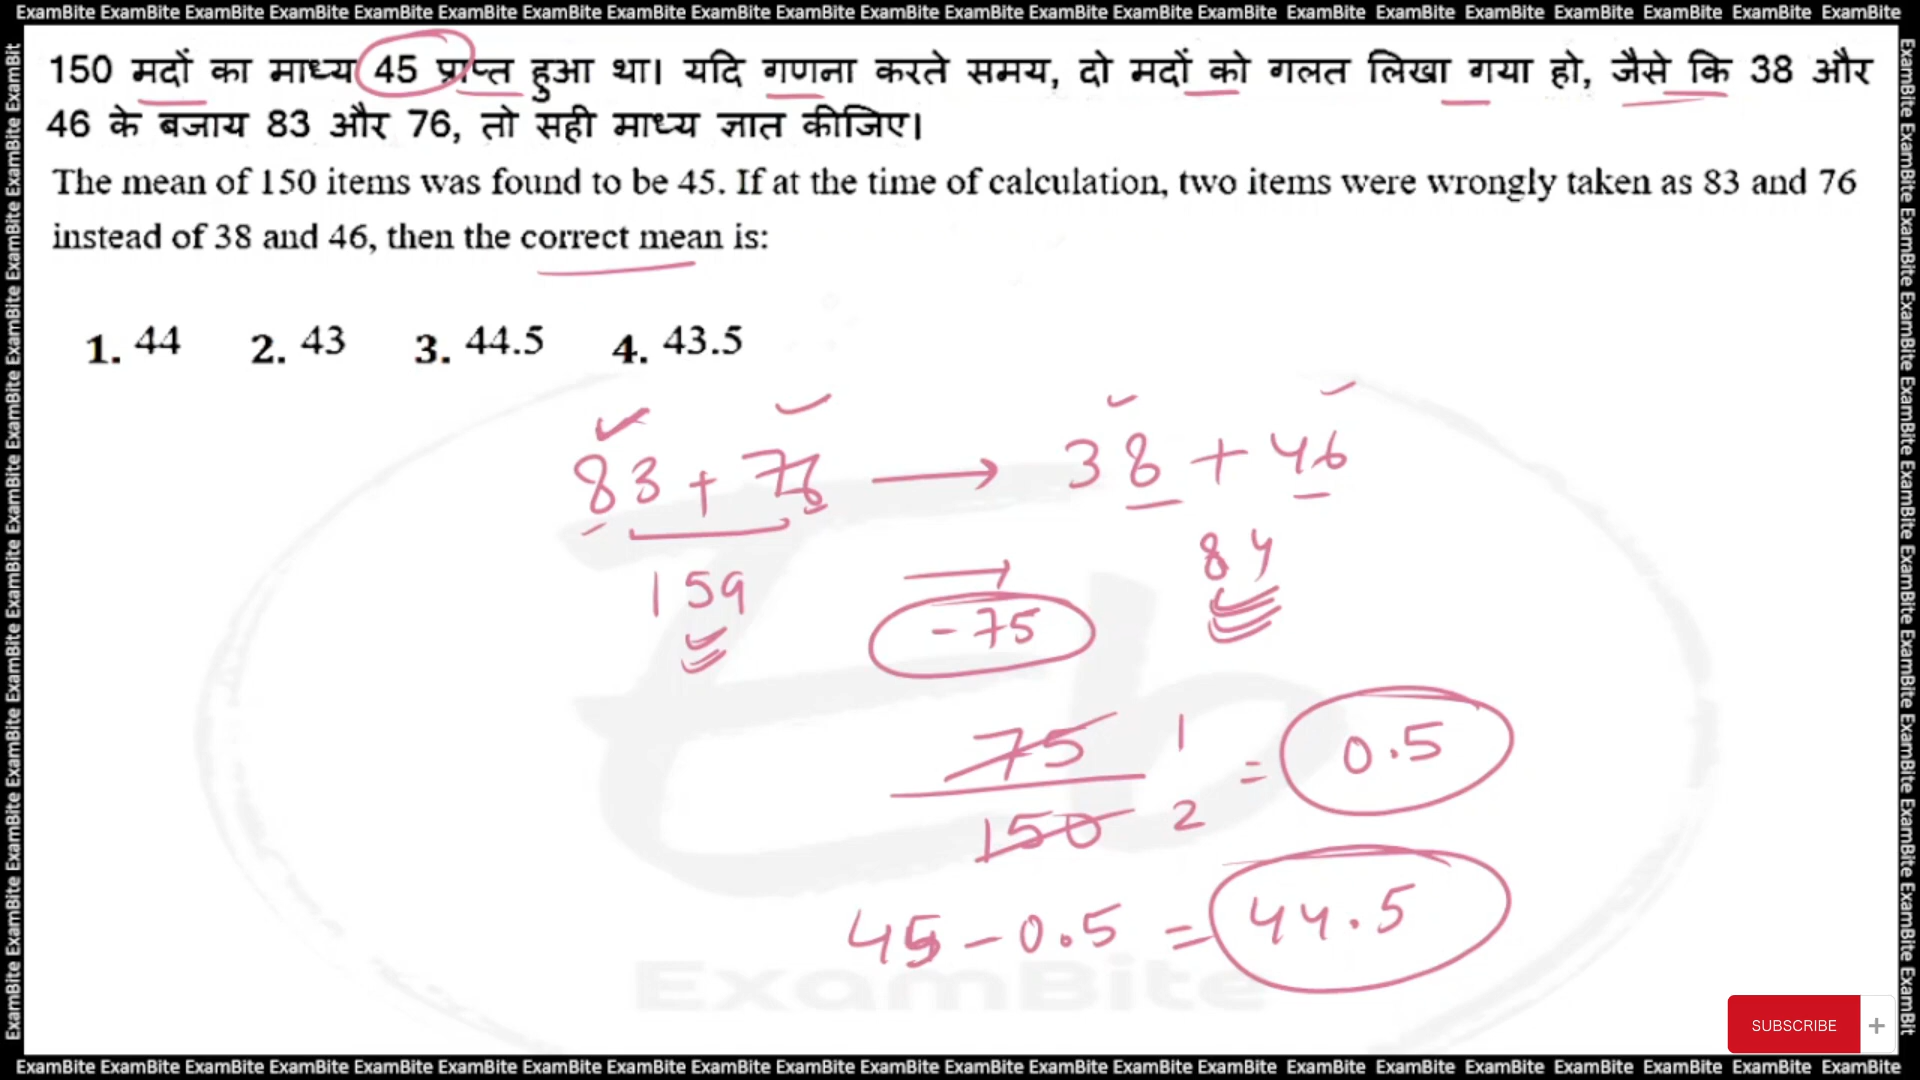 ExamBite ExamBite ExamBite ExamBite ExamBite ExamBite ExamBite ExamBite ExamBite ExamBite ExamBite ExamBite ExamBite ExamBite ExamBite ExamBite ExamBite ExamBite ExamBite ExamBite ExamBite ExamBite
150 मदों का माध्य 45 प्राप्त हुआ था। यदि गणना करते समय, दो मदों को गलत लिखा गया हो, जैसे कि 38 और
46 के बजाय 83 और 76, तो सही माध्य ज्ञात कीजिए।
The mean of 150 items was found to be 45. If at the time of calculation, two items were wrongly taken as 83 and 76
instead of 38 and 46, then the correct mean is:
1. 44 2. 43 3. 44.5 4. 43.5
83 + 76 → 38 + 46
84
159
-75
75 1
= 0.5
150 2
45 - 0.5 = 44.5
ExamBite
SUBSCRIBE +
ExamBite ExamBite ExamBite ExamBite ExamBite ExamBite ExamBite ExamBite ExamBite ExamBite ExamBite ExamBite ExamBite ExamBite ExamBite ExamBite ExamBite ExamBite ExamBite ExamBite ExamBite ExamBite